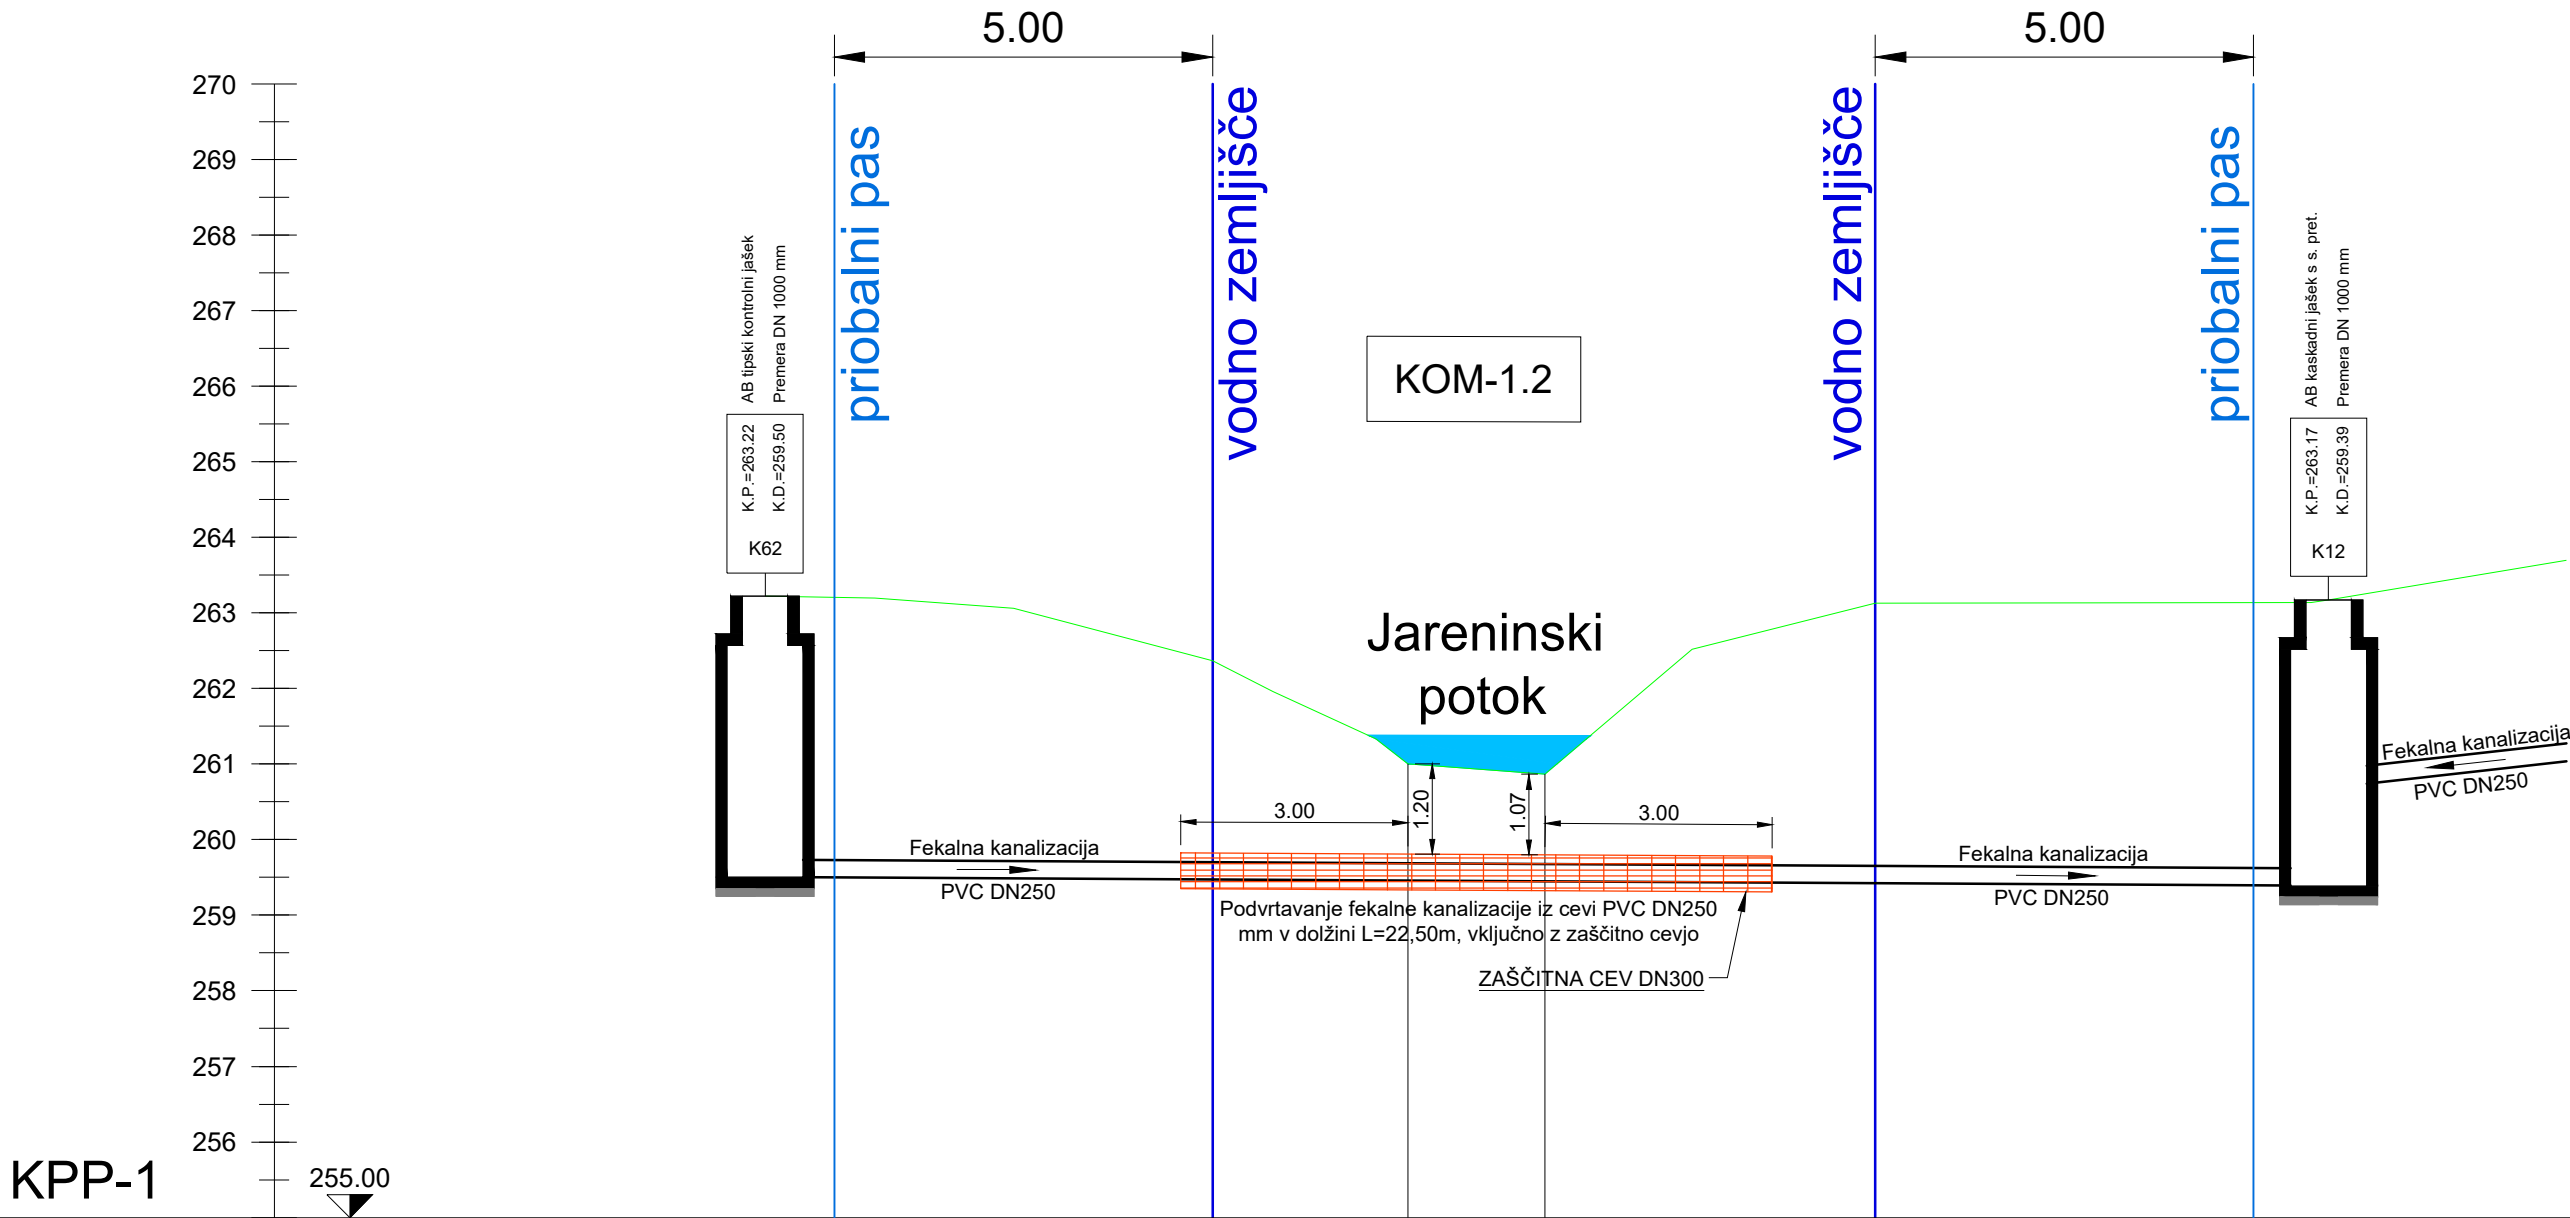 5.00
5.00
270
269
268
267
266
265
264
263
262
261
260
259
258
257
256
255.00
KPP-1
AB tipski kontrolni jašek
Premera DN 1000 mm
K.P.=263.22
K.D.=259.50
K62
priobalni pas
vodno zemljišče
KOM-1.2
vodno zemljišče
priobalni pas
AB kaskadni jašek s s. pret.
Premera DN 1000 mm
K.P.=263.17
K.D.=259.39
K12
Jareninski
potok
Fekalna kanalizacija
PVC DN250
3.00
1.20
1.07
3.00
Fekalna kanalizacija
PVC DN250
Fekalna kanalizacija
PVC DN250
Podvrtavanje fekalne kanalizacije iz cevi PVC DN250
mm v dolžini L=22,50m, vključno z zaščitno cevjo
ZAŠČITNA CEV DN300